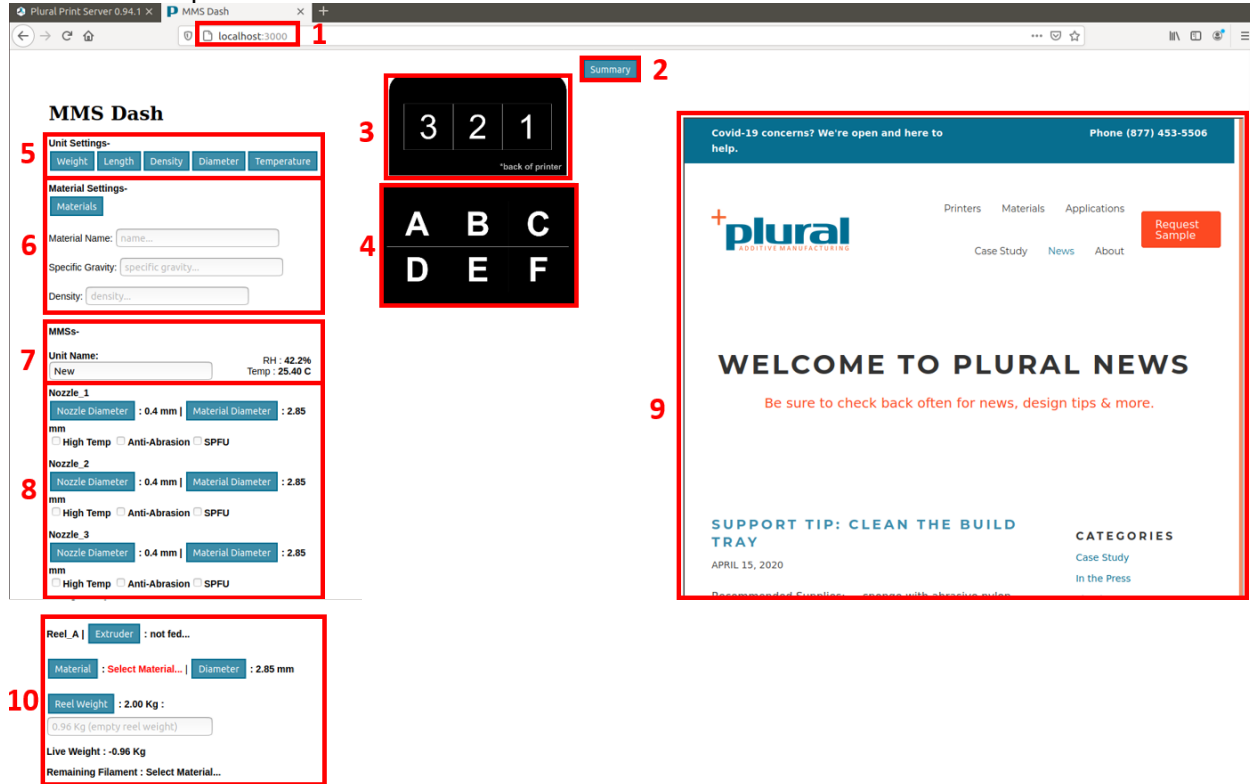 Plural Print Server 0.94.1 × MMS Dash × +
localhost:3000 1
Summary 2
MMS Dash
3
3 2 1
*back of printer
5
Unit Settings-
Weight Length Density Diameter Temperature
4
A B C
D E F
6
Material Settings-
Materials
Material Name: name...
Specific Gravity: specific gravity...
Density: density...
7
MMSs-
Unit Name:
New
RH : 42.2%
Temp : 25.40 C
8
Nozzle_1
Nozzle Diameter : 0.4 mm | Material Diameter : 2.85
mm
High Temp Anti-Abrasion SPFU
Nozzle_2
Nozzle Diameter : 0.4 mm | Material Diameter : 2.85
mm
High Temp Anti-Abrasion SPFU
Nozzle_3
Nozzle Diameter : 0.4 mm | Material Diameter : 2.85
mm
High Temp Anti-Abrasion SPFU
9
Covid-19 concerns? We're open and here to
help.
Phone (877) 453-5506
plural
ADDITIVE MANUFACTURING
Printers Materials Applications
Case Study News About
Request
Sample
WELCOME TO PLURAL NEWS
Be sure to check back often for news, design tips & more.
SUPPORT TIP: CLEAN THE BUILD
TRAY
APRIL 15, 2020
Recommended Supplies: sponge with abrasive nylon
CATEGORIES
Case Study
In the Press
10
Reel_A | Extruder : not fed...
Material : Select Material... | Diameter : 2.85 mm
Reel Weight : 2.00 Kg :
0.96 Kg (empty reel weight)
Live Weight : -0.96 Kg
Remaining Filament : Select Material...